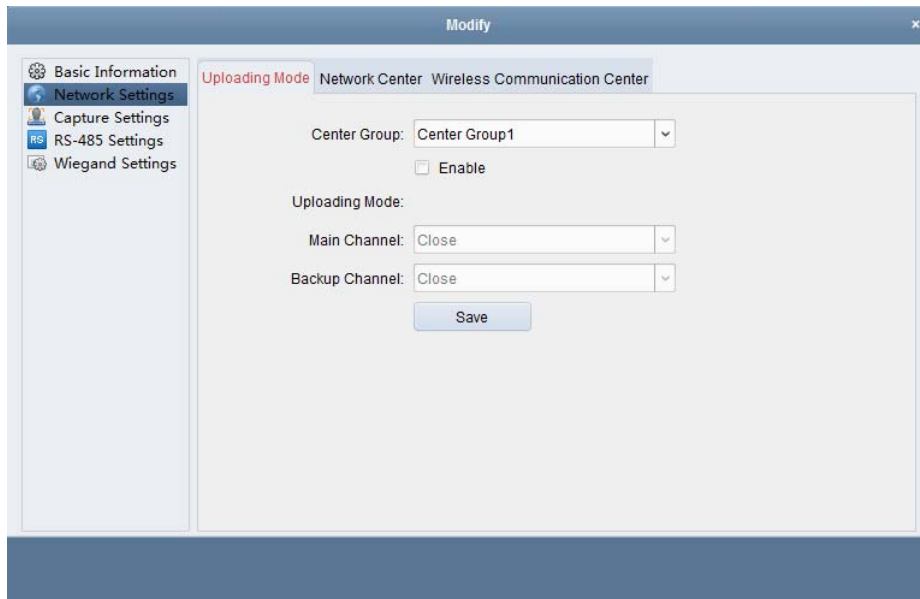 Modify
×
Basic Information
Network Settings
Capture Settings
RS RS-485 Settings
Wiegand Settings
Uploading Mode Network Center Wireless Communication Center
Center Group: Center Group1
Enable
Uploading Mode:
Main Channel: Close
Backup Channel: Close
Save